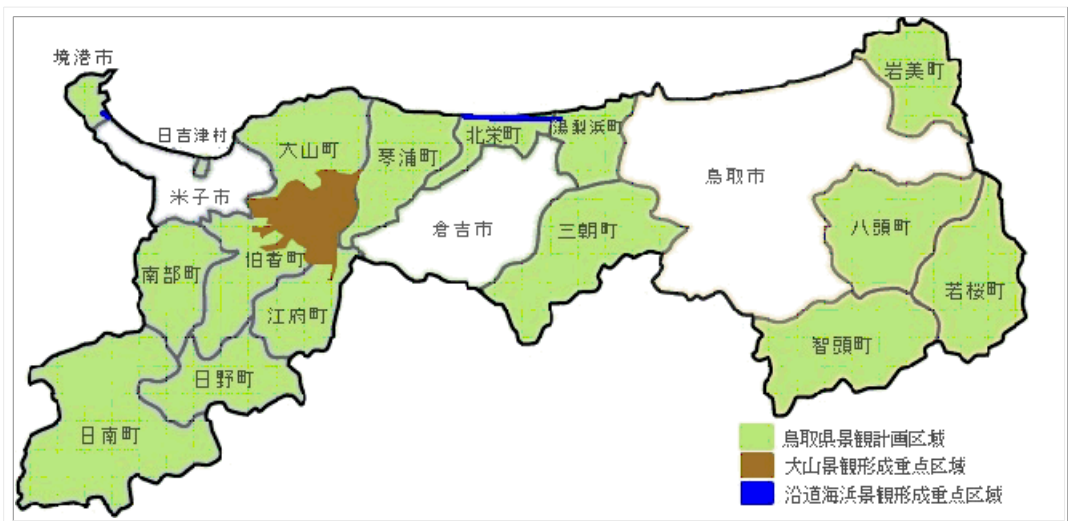 境港市
岩美町
日吉津村
大山町
琴浦町
北栄町
湯梨浜町
鳥取市
米子市
倉吉市
三朝町
八頭町
南部町
伯耆町
若桜町
江府町
智頭町
日野町
日南町
鳥取県景観計画区域
大山景観形成重点区域
沿道海浜景観形成重点区域